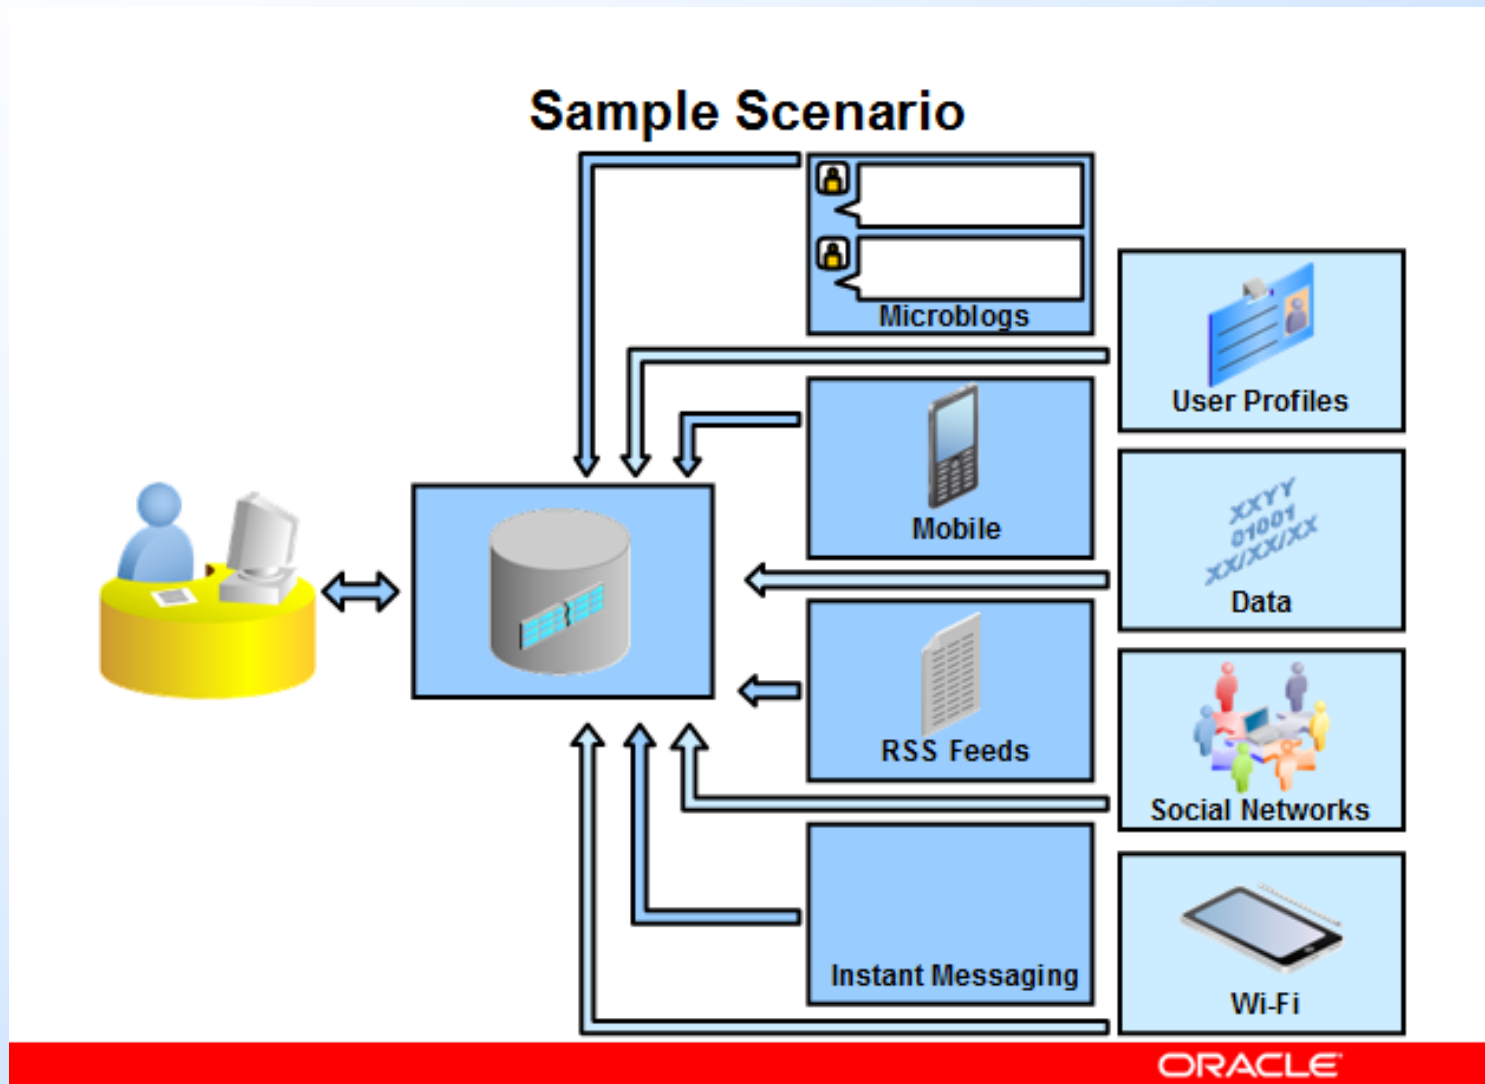 Sample Scenario
Microblogs
User Profiles
Mobile
XXYY
01001
XX/XX/XX
Data
RSS Feeds
Social Networks
Instant Messaging
Wi-Fi
ORACLE